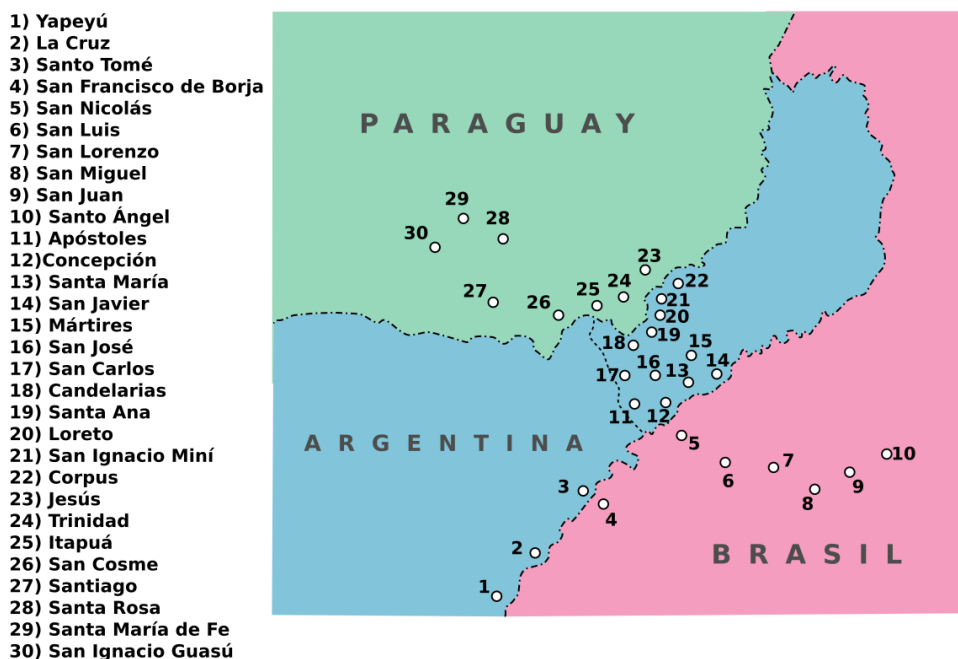 1) Yapeyú
2) La Cruz
3) Santo Tomé
4) San Francisco de Borja
5) San Nicolás
6) San Luis
7) San Lorenzo
8) San Miguel
9) San Juan
10) Santo Ángel
11) Apóstoles
12)Concepción
13) Santa María
14) San Javier
15) Mártires
16) San José
17) San Carlos
18) Candelarias
19) Santa Ana
20) Loreto
21) San Ignacio Miní
22) Corpus
23) Jesús
24) Trinidad
25) Itapuá
26) San Cosme
27) Santiago
28) Santa Rosa
29) Santa María de Fe
30) San Ignacio Guasú
PARAGUAY
29
28
30
23
22
24
27
25
26
21
20
19
18
15
16
17
13
14
11
12
ARGENTINA
5
10
7
6
9
3
8
4
2
BRASIL
1